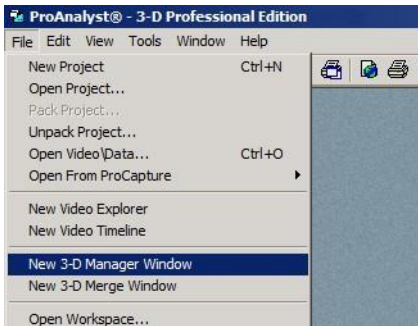 ProAnalyst® - 3-D Professional Edition
File Edit View Tools Window Help
New Project Ctrl+N
Open Project...
Pack Project...
Unpack Project...
Open Video\Data... Ctrl+O
Open From ProCapture
New Video Explorer
New Video Timeline
New 3-D Manager Window
New 3-D Merge Window
Open Workspace...